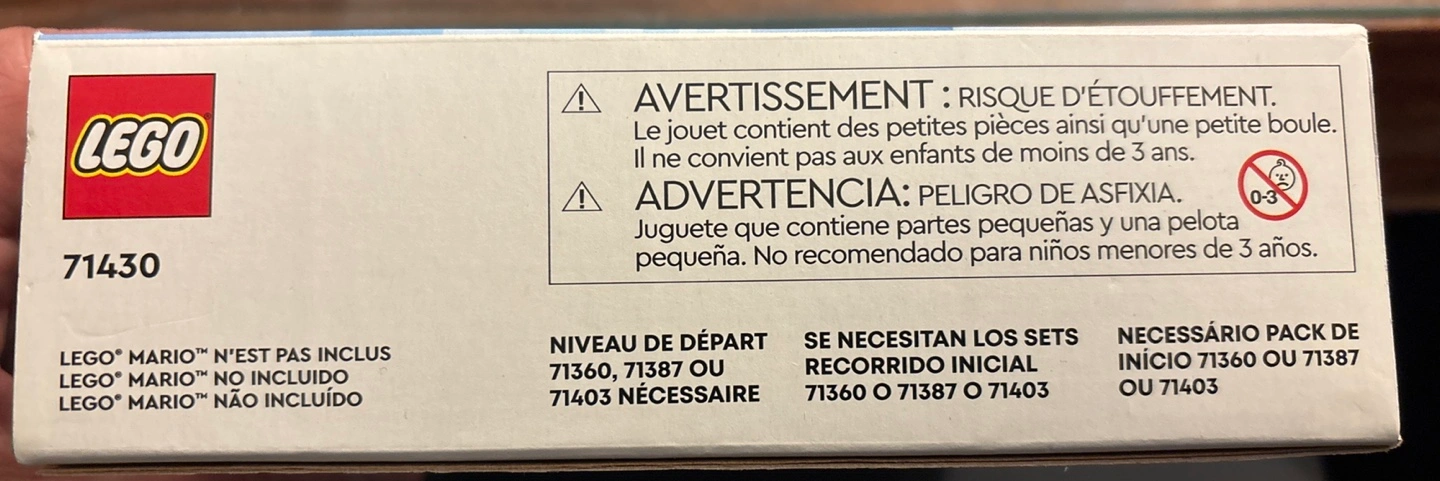 LEGO
71430
LEGO® MARIO™ N'EST PAS INCLUS
LEGO® MARIO™ NO INCLUIDO
LEGO® MARIO™ NÃO INCLUÍDO
⚠ AVERTISSEMENT : RISQUE D'ÉTOUFFEMENT.
Le jouet contient des petites pièces ainsi qu'une petite boule.
Il ne convient pas aux enfants de moins de 3 ans.
⚠ ADVERTENCIA: PELIGRO DE ASFIXIA.
Juguete que contiene partes pequeñas y una pelota
pequeña. No recomendado para niños menores de 3 años.
0-3
NIVEAU DE DÉPART
71360, 71387 OU
71403 NÉCESSAIRE
SE NECESITAN LOS SETS
RECORRIDO INICIAL
71360 O 71387 O 71403
NECESSÁRIO PACK DE
INÍCIO 71360 OU 71387
OU 71403